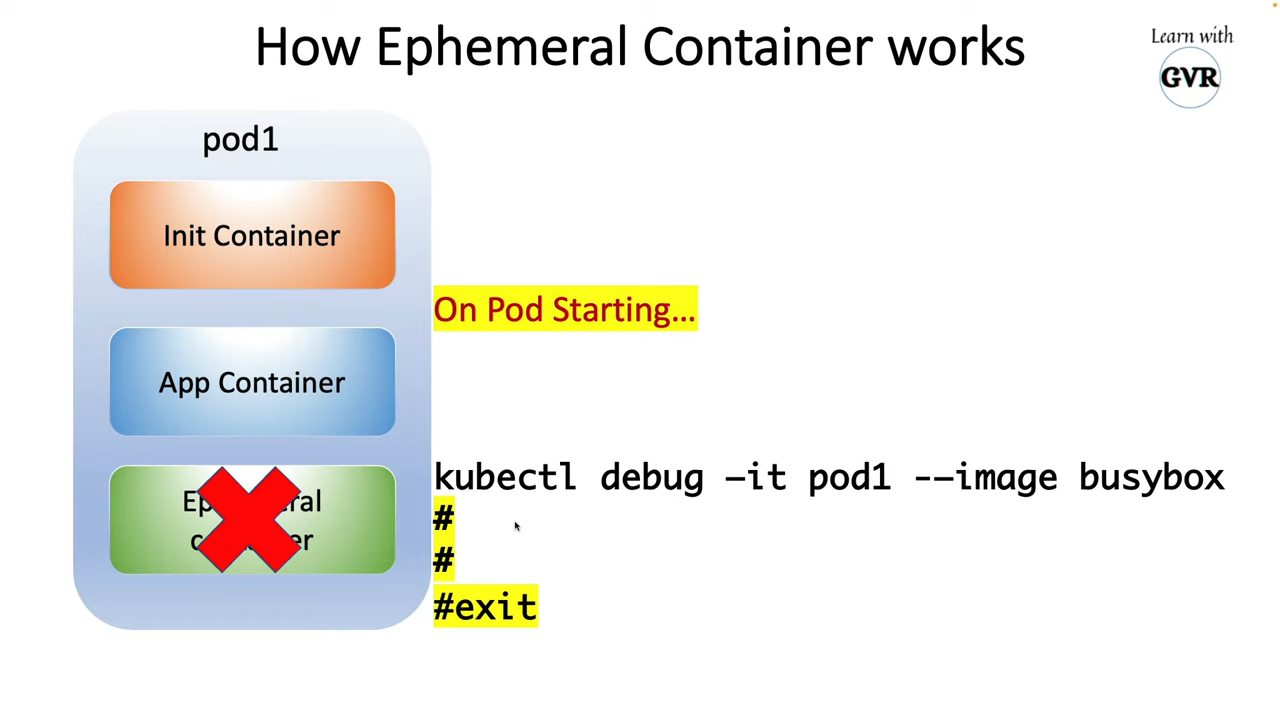 How Ephemeral Container works
Learn with
GVR
pod1
Init Container
On Pod Starting...
App Container
kubectl debug –it pod1 -–image busybox
#
#
#exit